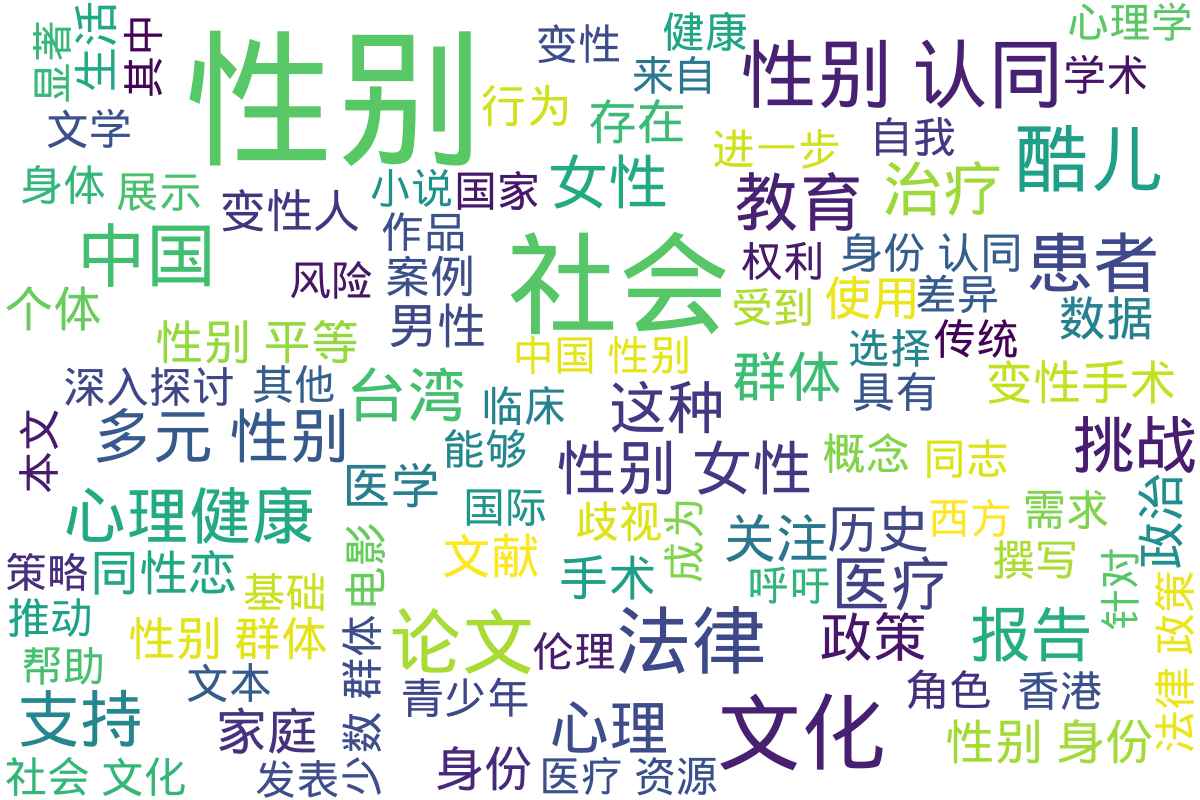 显著
生活
其中
性别
变性
健康
心理学
来自
性别 认同
学术
文学
行为
存在
进一步
自我
酷儿
身体
展示
变性人
小说
国家
女性
教育
治疗
中国
作品
案例
风险
社会
权利
身份 认同
患者
个体
男性
受到
使用
差异
数据
性别 平等
中国 性别
群体
选择
传统
深入探讨
其他
台湾
临床
这种
具有
变性手术
本文
多元 性别
能够
性别 女性
概念
同志
挑战
心理健康
医学
国际
歧视
成为
关注
历史
西方
需求
政治
策略
同性恋
基础
电影
文献
手术
呼吁
医疗
撰写
针对
推动
性别 群体
论文
伦理
法律
政策
报告
法律 政策
帮助
文本
少数 群体
青少年
角色
香港
支持
家庭
心理
文化
性别 身份
社会 文化
发表
身份
医疗 资源